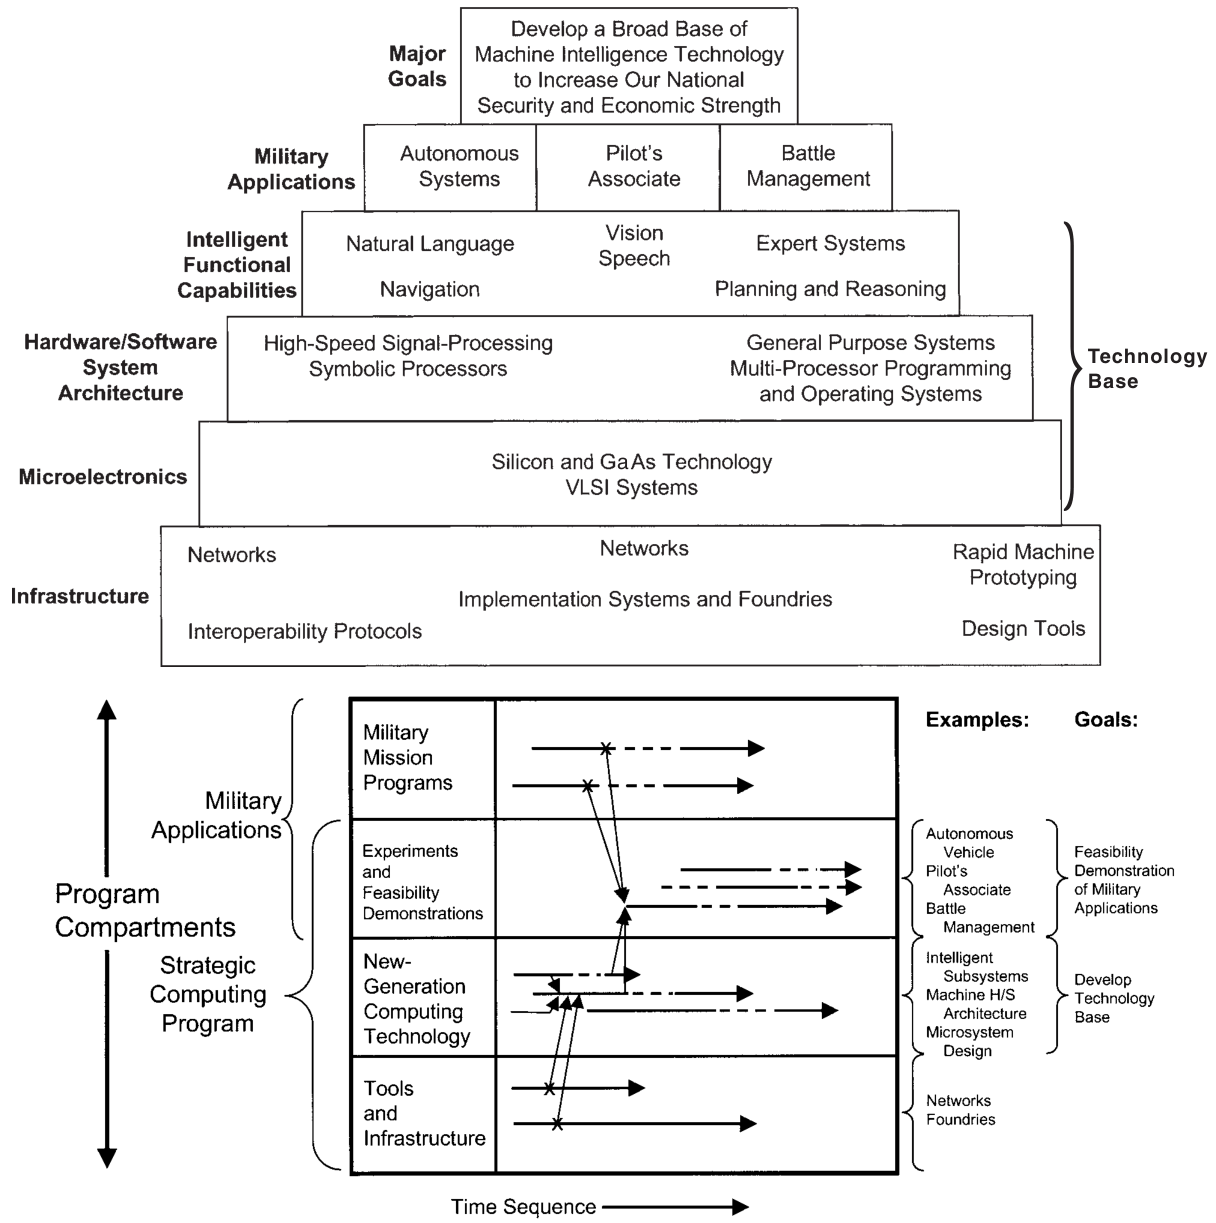 Major
Goals
Develop a Broad Base of
Machine Intelligence Technology
to Increase Our National
Security and Economic Strength
Military
Applications
Autonomous
Systems
Pilot's
Associate
Battle
Management
Intelligent
Functional
Capabilities
Natural Language
Vision
Speech
Expert Systems
Navigation
Planning and Reasoning
Hardware/Software
System
Architecture
High-Speed Signal-Processing
Symbolic Processors
General Purpose Systems
Multi-Processor Programming
and Operating Systems
Technology
Base
Microelectronics
Silicon and GaAs Technology
VLSI Systems
Infrastructure
Networks
Networks
Rapid Machine
Prototyping
Implementation Systems and Foundries
Interoperability Protocols
Design Tools
Program
Compartments
Military
Applications
Strategic
Computing
Program
Military
Mission
Programs
Experiments
and
Feasibility
Demonstrations
New-
Generation
Computing
Technology
Tools
and
Infrastructure
x
x
x
x
Examples:
Goals:
Autonomous
Vehicle
Pilot's
Associate
Battle
Management
Feasibility
Demonstration
of Military
Applications
Intelligent
Subsystems
Machine H/S
Architecture
Microsystem
Design
Develop
Technology
Base
Networks
Foundries
Time Sequence